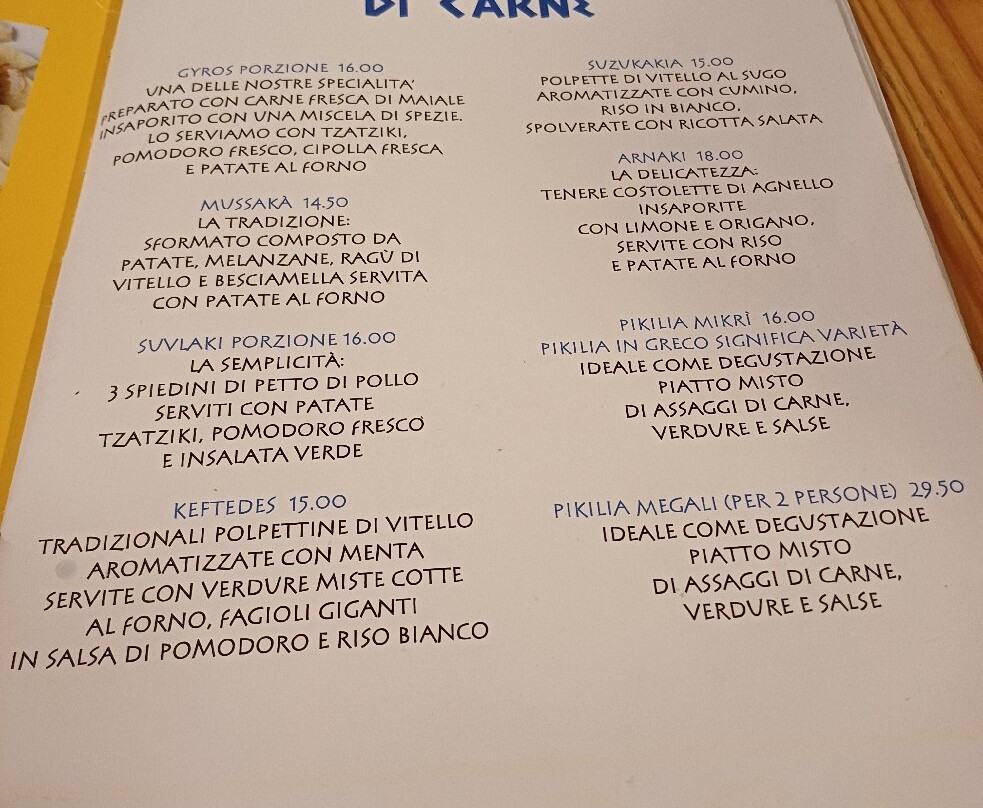 DI CARNE
GYROS PORZIONE 16.00
UNA DELLE NOSTRE SPECIALITA'
PREPARATO CON CARNE FRESCA DI MAIALE
INSAPORITO CON UNA MISCELA DI SPEZIE.
LO SERVIAMO CON TZATZIKI,
POMODORO FRESCO, CIPOLLA FRESCA
E PATATE AL FORNO
MUSSAKÀ 14.50
LA TRADIZIONE:
SFORMATO COMPOSTO DA
PATATE, MELANZANE, RAGÙ DI
VITELLO E BESCIAMELLA SERVITA
CON PATATE AL FORNO
SUVLAKI PORZIONE 16.00
LA SEMPLICITÀ:
3 SPIEDINI DI PETTO DI POLLO
SERVITI CON PATATE
TZATZIKI, POMODORO FRESCO
E INSALATA VERDE
KEFTEDES 15.00
TRADIZIONALI POLPETTINE DI VITELLO
AROMATIZZATE CON MENTA
SERVITE CON VERDURE MISTE COTTE
AL FORNO, FAGIOLI GIGANTI
IN SALSA DI POMODORO E RISO BIANCO
SUZUKAKIA 15.00
POLPETTE DI VITELLO AL SUGO
AROMATIZZATE CON CUMINO,
RISO IN BIANCO,
SPOLVERATE CON RICOTTA SALATA
ARNAKI 18.00
LA DELICATEZZA:
TENERE COSTOLETTE DI AGNELLO
INSAPORITE
CON LIMONE E ORIGANO,
SERVITE CON RISO
E PATATE AL FORNO
PIKILIA MIKRÌ 16.00
PIKILIA IN GRECO SIGNIFICA VARIETÀ
IDEALE COME DEGUSTAZIONE
PIATTO MISTO
DI ASSAGGI DI CARNE,
VERDURE E SALSE
PIKILIA MEGALI (PER 2 PERSONE) 29.50
IDEALE COME DEGUSTAZIONE
PIATTO MISTO
DI ASSAGGI DI CARNE,
VERDURE E SALSE